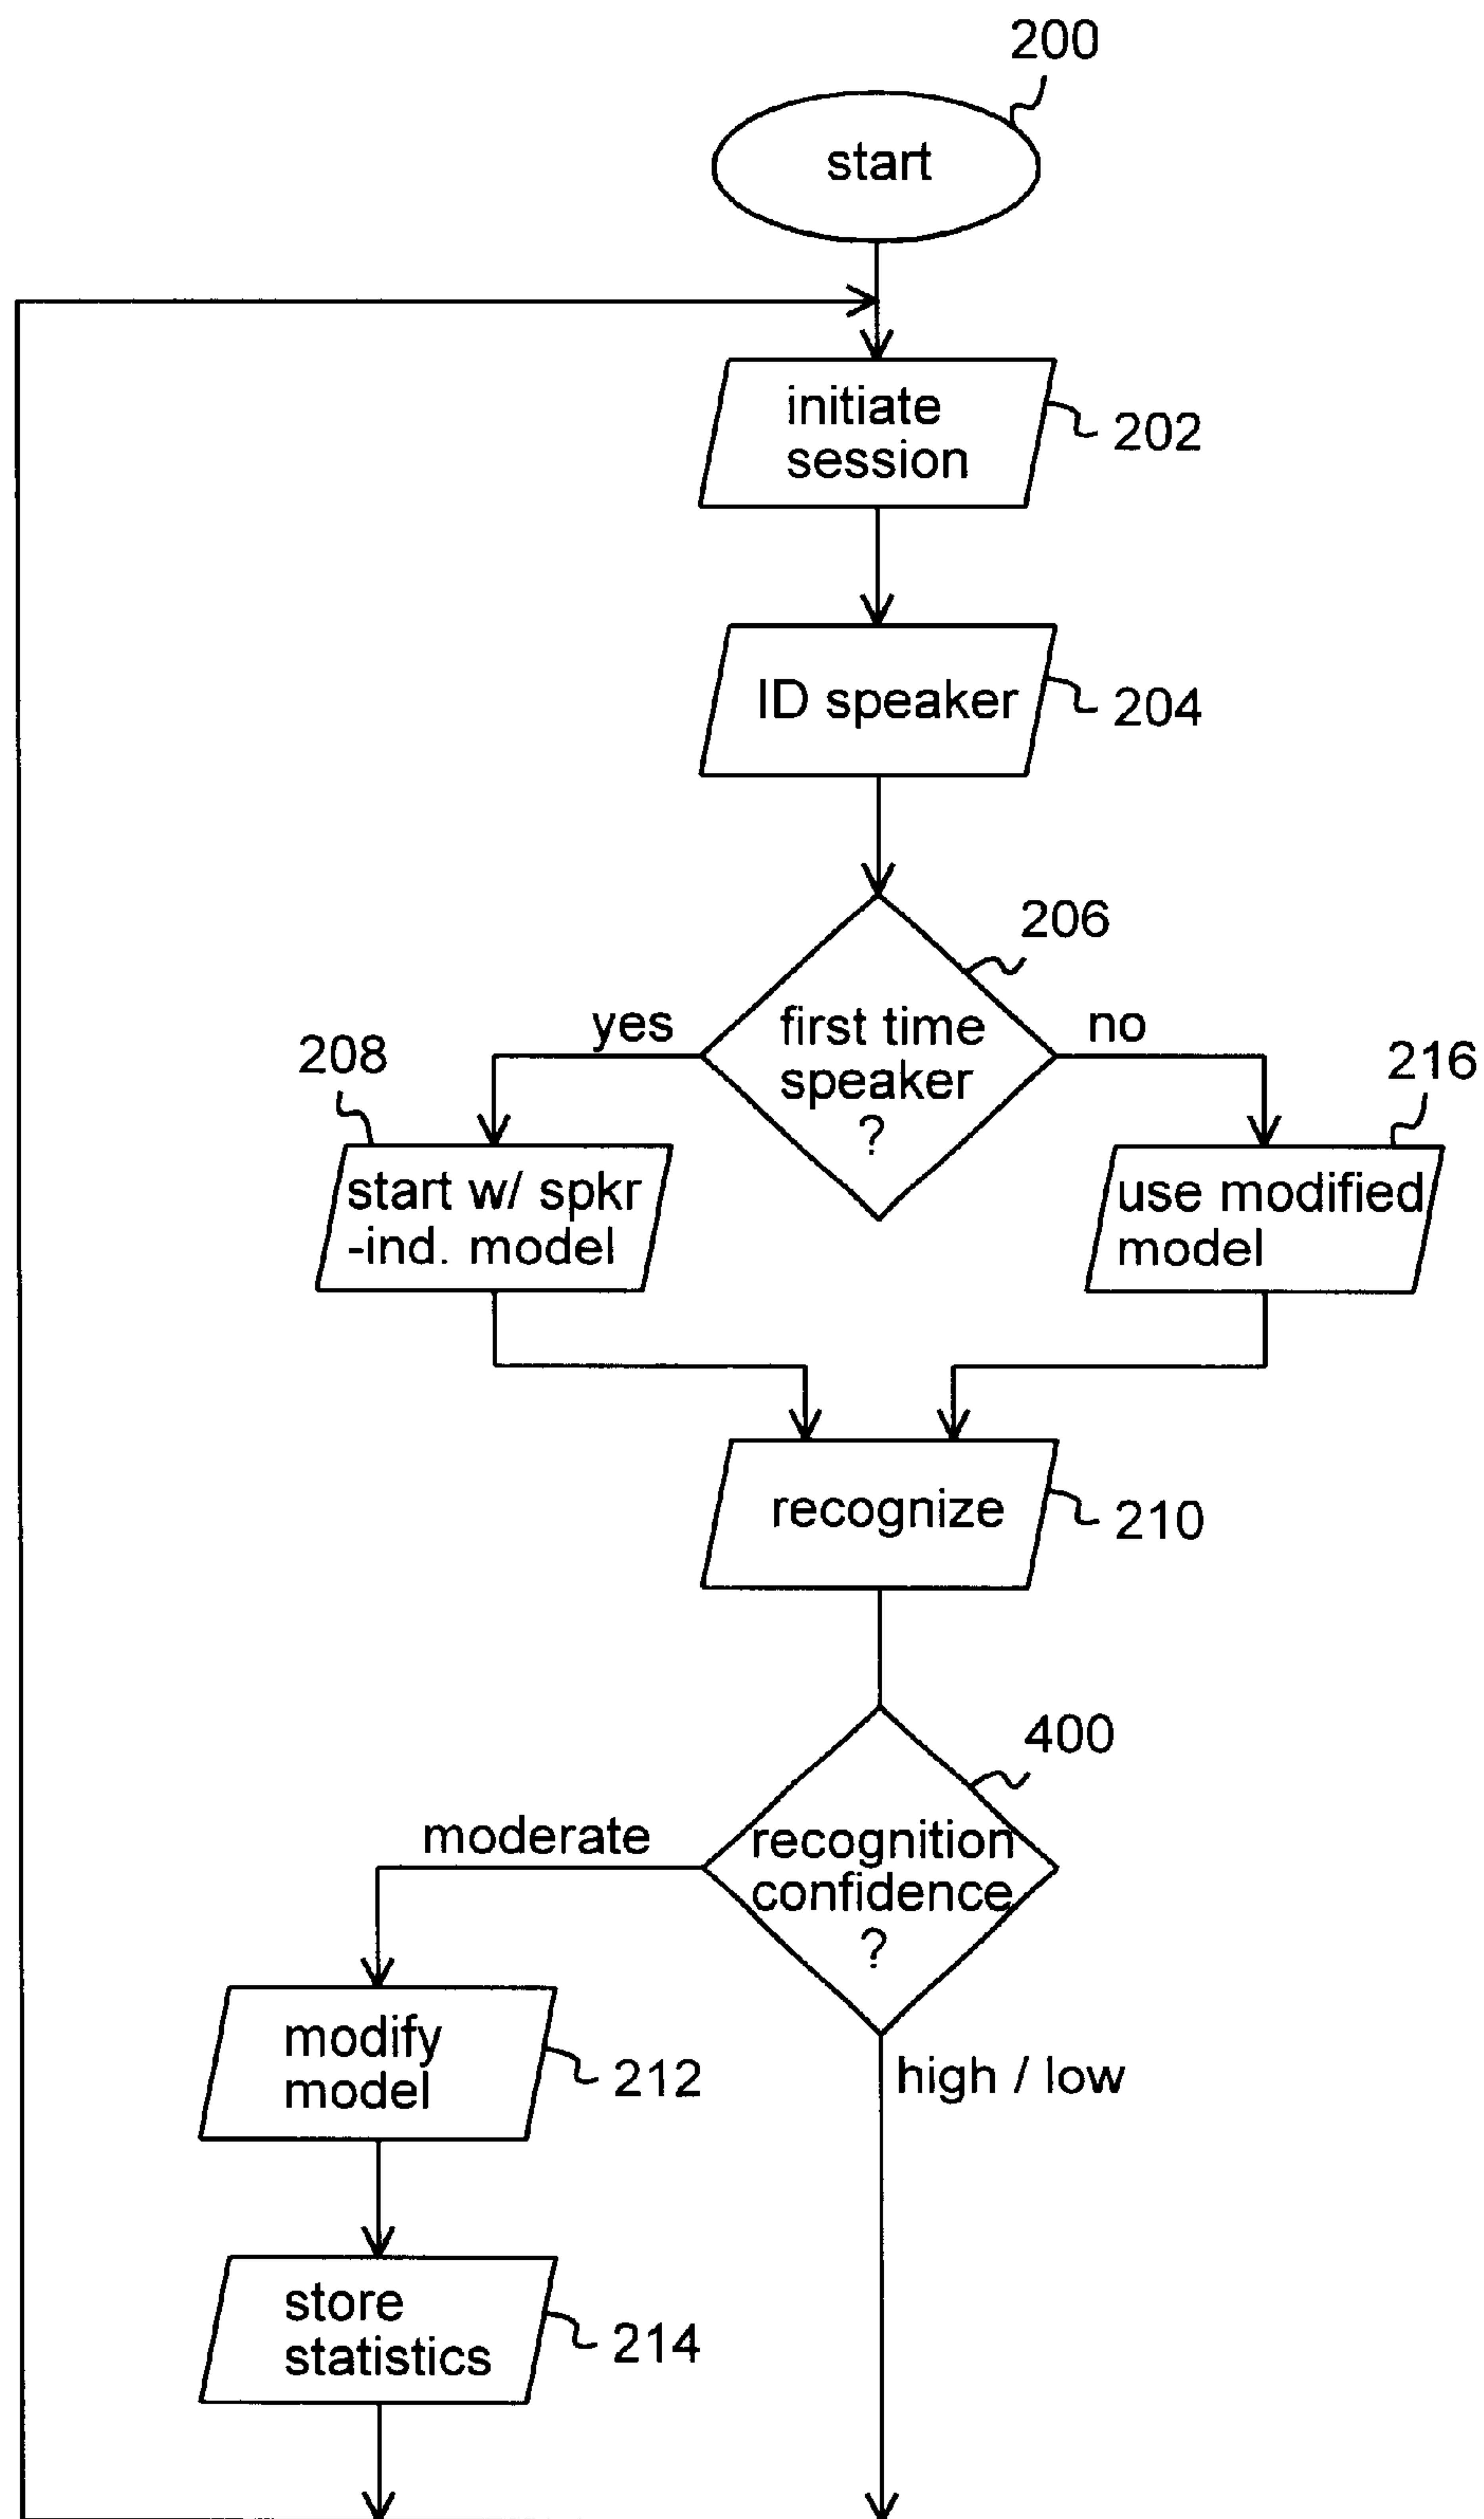 200
start
initiate
session
202
ID speaker
204
206
yes
first time
speaker
?
no
208
216
start w/ spkr
-ind. model
use modified
model
recognize
210
400
moderate
recognition
confidence
?
modify
model
212
high / low
store
statistics
214